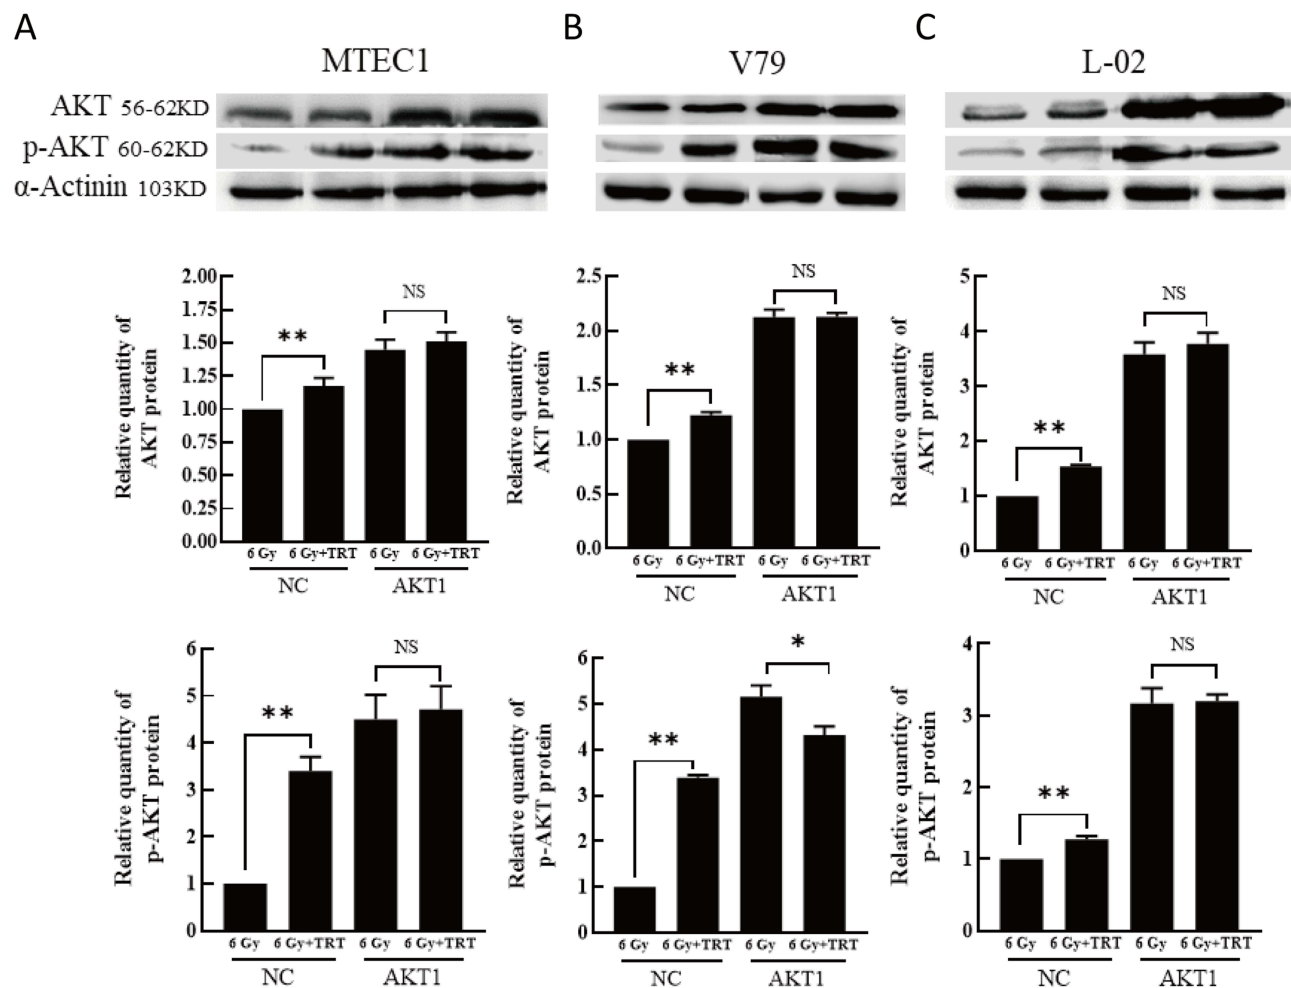 A
B
C
MTEC1
V79
L-02
AKT 56-62KD
p-AKT 60-62KD
α-Actinin 103KD
Relative quantity of
AKT protein
2.00
1.75
1.50
1.25
1.00
0.75
0.50
0.25
0.00
**
NS
6 Gy 6 Gy+TRT 6 Gy 6 Gy+TRT
NC AKT1
Relative quantity of
AKT protein
2.5
2.0
1.5
1.0
0.5
0.0
**
NS
6 Gy 6 Gy+TRT 6 Gy 6 Gy+TRT
NC AKT1
Relative quantity of
AKT protein
5
4
3
2
1
0
**
NS
6 Gy 6 Gy+TRT 6 Gy 6 Gy+TRT
NC AKT1
Relative quantity of
p-AKT protein
6
5
4
3
2
1
0
**
NS
6 Gy 6 Gy+TRT 6 Gy 6 Gy+TRT
NC AKT1
Relative quantity of
p-AKT protein
6
5
4
3
2
1
0
**
*
6 Gy 6 Gy+TRT 6 Gy 6 Gy+TRT
NC AKT1
Relative quantity of
p-AKT protein
4
3
2
1
0
**
NS
6 Gy 6 Gy+TRT 6 Gy 6 Gy+TRT
NC AKT1